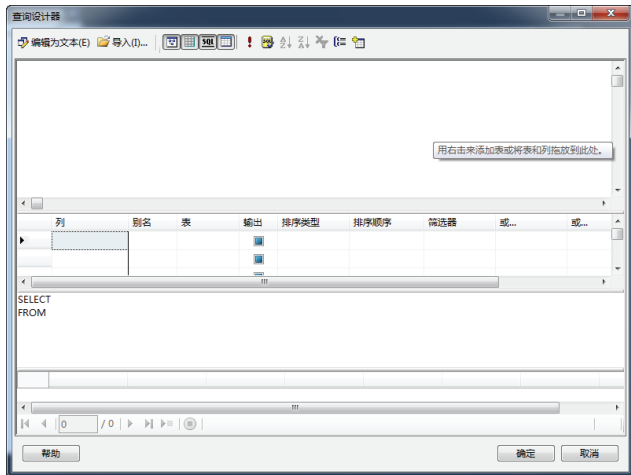 查询设计器
编辑为文本(E) 导入(I)... SQL
用右击来添加表或将表和列拖放到此处。
列 别名 表 输出 排序类型 排序顺序 筛选器 或... 或...
SELECT
FROM
0 / 0
帮助 确定 取消